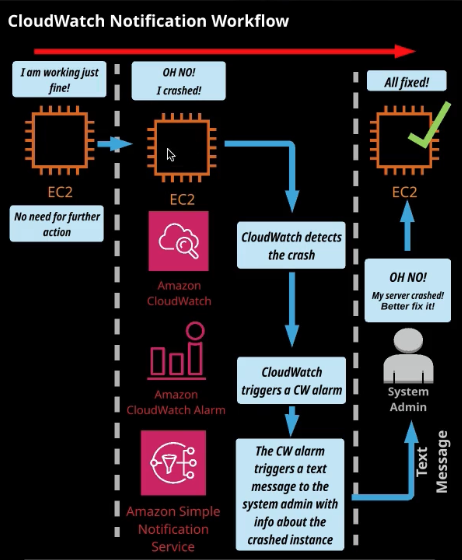 CloudWatch Notification Workflow
I am working just
fine!
EC2
No need for further
action
OH NO!
I crashed!
EC2
Amazon
CloudWatch
Amazon
CloudWatch Alarm
Amazon Simple
Notification
Service
CloudWatch detects
the crash
CloudWatch
triggers a CW alarm
The CW alarm
triggers a text
message to the
system admin with
info about the
crashed instance
Text
Message
System
Admin
OH NO!
My server crashed!
Better fix it!
EC2
All fixed!